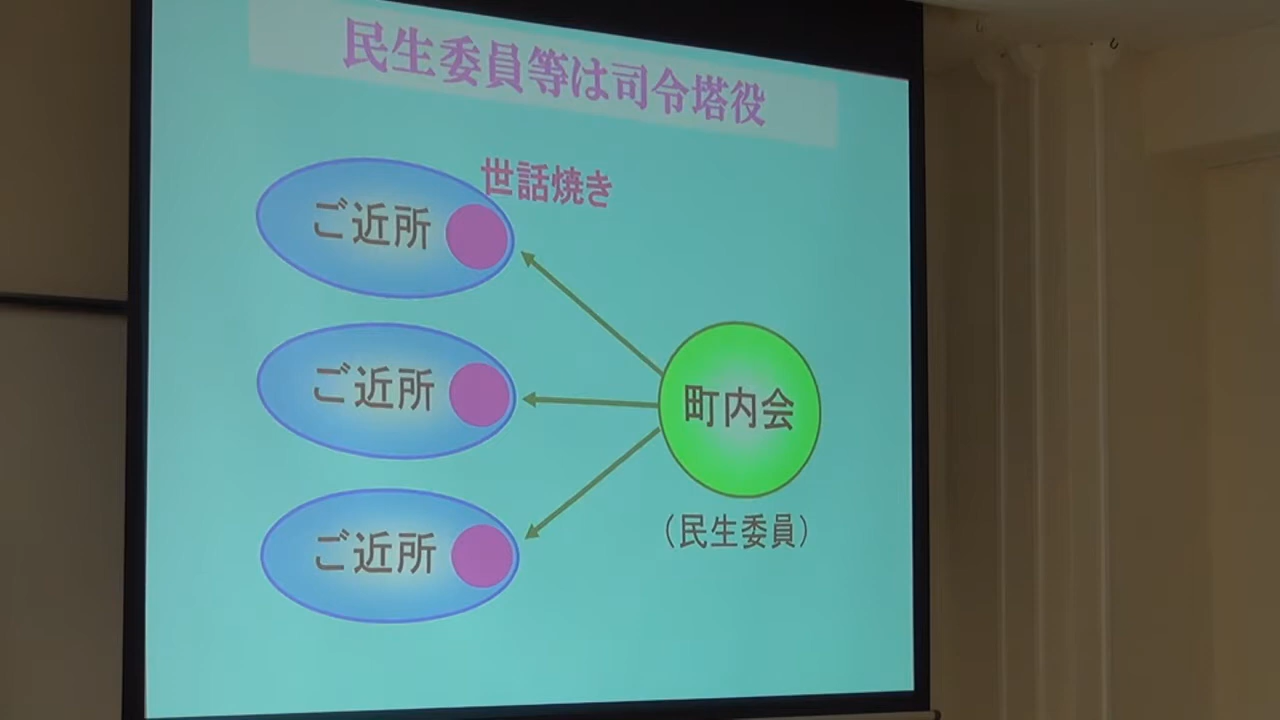 民生委員等は司令塔役
世話焼き
ご近所
ご近所
町内会
ご近所
（民生委員）